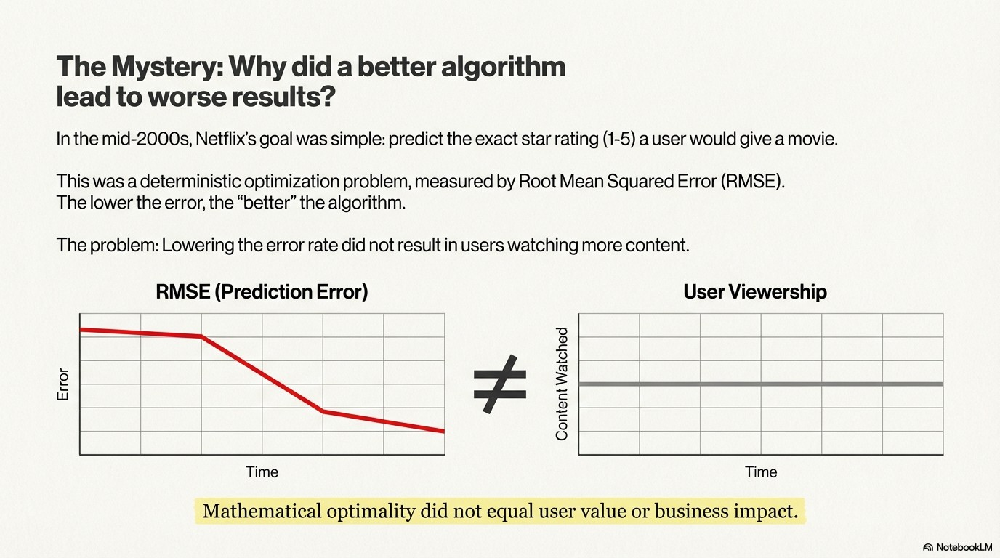 The Mystery: Why did a better algorithm
lead to worse results?
In the mid-2000s, Netflix's goal was simple: predict the exact star rating (1-5) a user would give a movie.
This was a deterministic optimization problem, measured by Root Mean Squared Error (RMSE).
The lower the error, the “better” the algorithm.
The problem: Lowering the error rate did not result in users watching more content.
RMSE (Prediction Error)
Error
Time
≠
User Viewership
Content Watched
Time
Mathematical optimality did not equal user value or business impact.
NotebookLM